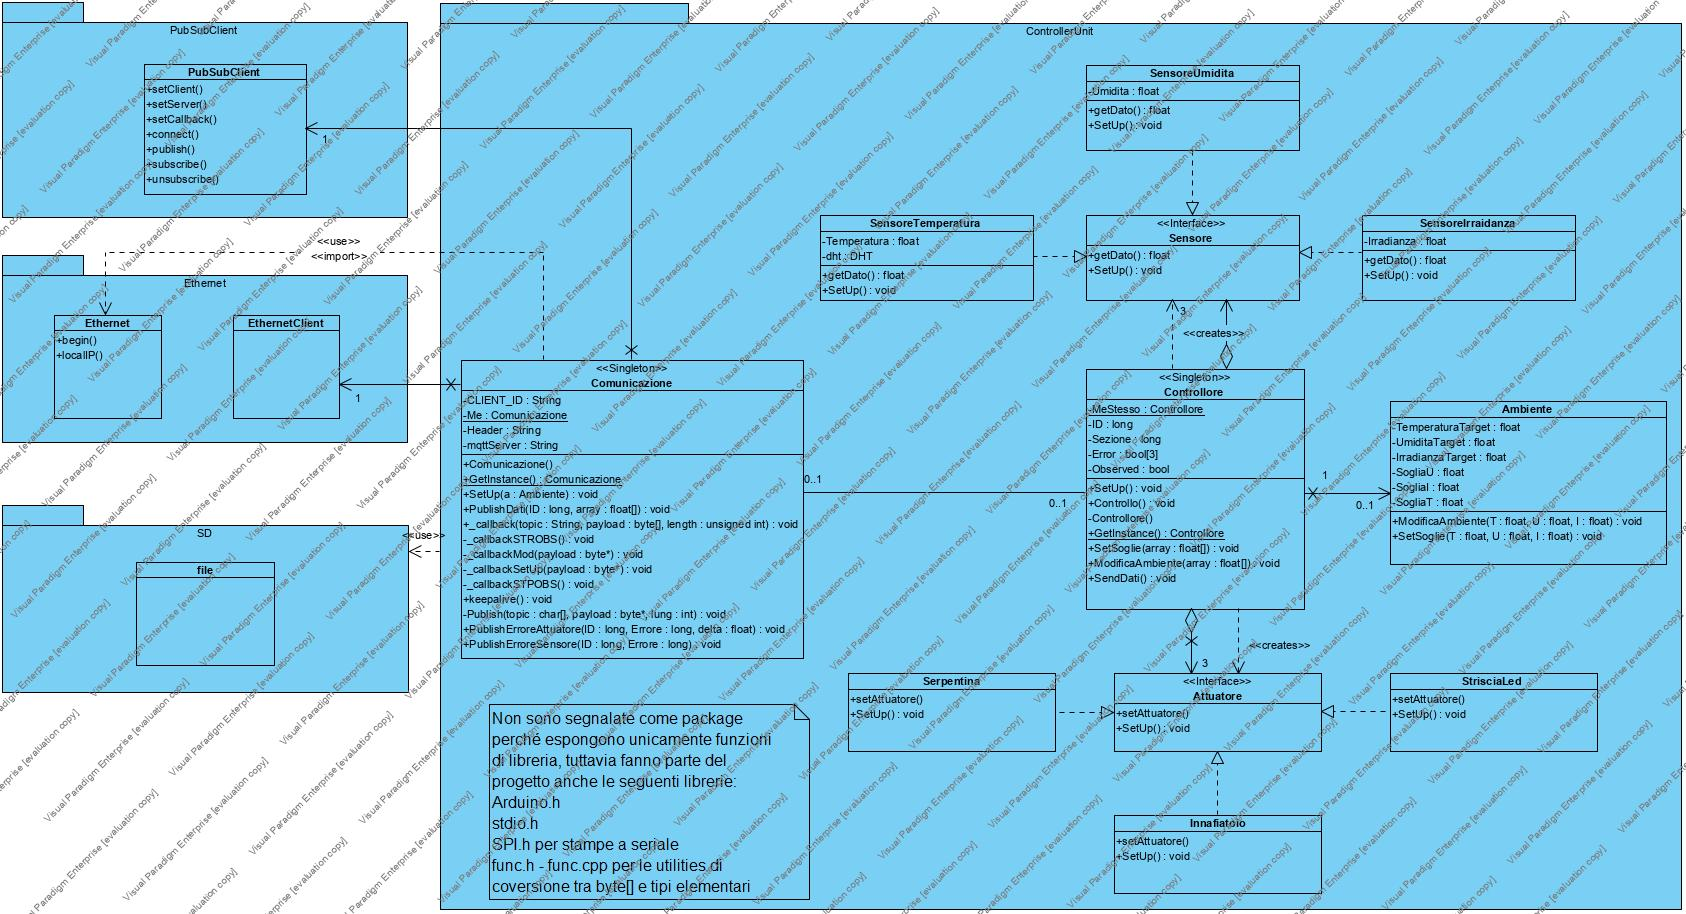 PubSubClient
PubSubClient
+setClient()
+setServer()
+setCallback()
+connect()
+publish()
+subscribe()
+unsubscribe()
1
<<use>>
<<import>>
Ethernet
Ethernet
+begin()
+localIP()
EthernetClient
1
SD
file
<<use>>
ControllerUnit
SensoreUmidita
-Umidita : float
+getDato() : float
+SetUp() : void
SensoreTemperatura
-Temperatura : float
-dht : DHT
+getDato() : float
+SetUp() : void
<<Interface>>
Sensore
+getDato() : float
+SetUp() : void
SensoreIrraidanza
-Irradianza : float
+getDato() : float
+SetUp() : void
3
<<creates>>
<<Singleton>>
Comunicazione
-CLIENT_ID : String
-Me : Comunicazione
-Header : String
-mqttServer : String
+Comunicazione()
+GetInstance() : Comunicazione
+SetUp(a : Ambiente) : void
+PublishDati(ID : long, array : float[]) : void
+_callback(topic : String, payload : byte[], length : unsigned int) : void
-_callbackSTROBS() : void
-_callbackMod(payload : byte*) : void
-_callbackSetUp(payload : byte*) : void
-_callbackSTPOBS() : void
+keepalive() : void
-Publish(topic : char[], payload : byte*, lung : int) : void
+PublishErroreAttuatore(ID : long, Errore : long, delta : float) : void
+PublishErroreSensore(ID : long, Errore : long) : void
0..1
0..1
<<Singleton>>
Controllore
-MeStesso : Controllore
-ID : long
-Sezione : long
-Error : bool[3]
-Observed : bool
+SetUp() : void
+Controllo() : void
-Controllore()
+GetInstance() : Controllore
+SetSoglie(array : float[]) : void
+ModificaAmbiente(array : float[]) : void
+SendDati() : void
1
0..1
Ambiente
-TemperaturaTarget : float
-UmiditaTarget : float
-IrradianzaTarget : float
-SogliaU : float
-SogliaI : float
-SogliaT : float
+ModificaAmbiente(T : float, U : float, I : float) : void
+SetSoglie(T : float, U : float, I : float) : void
3
<<creates>>
Serpentina
+setAttuatore()
+SetUp() : void
<<Interface>>
Attuatore
+setAttuatore()
+SetUp() : void
StrisciaLed
+setAttuatore()
+SetUp() : void
Innafiatoio
+setAttuatore()
+SetUp() : void
Non sono segnalate come package
perché espongono unicamente funzioni
di libreria, tuttavia fanno parte del
progetto anche le seguenti librerie:
Arduino.h
stdio.h
SPI.h per stampe a seriale
func.h - func.cpp per le utilities di
coversione tra byte[] e tipi elementari
Visual Paradigm Enterprise [evaluation copy]